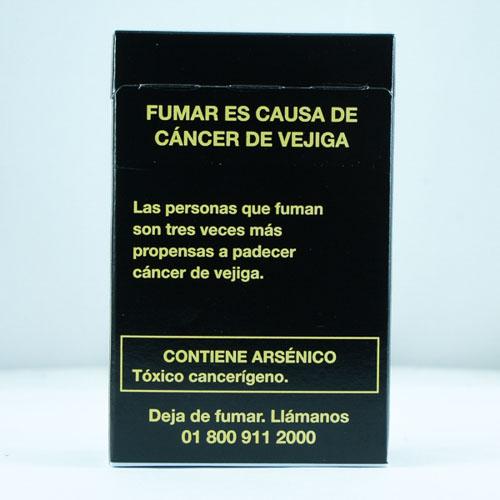 FUMAR ES CAUSA DE
CÁNCER DE VEJIGA
Las personas que fuman
son tres veces más
propensas a padecer
cáncer de vejiga.
CONTIENE ARSÉNICO
Tóxico cancerígeno.
Deja de fumar. Llámanos
01 800 911 2000